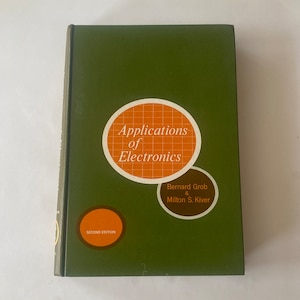 Applications
of
Electronics
Bernard Grob
&
Milton S. Kiver
SECOND EDITION